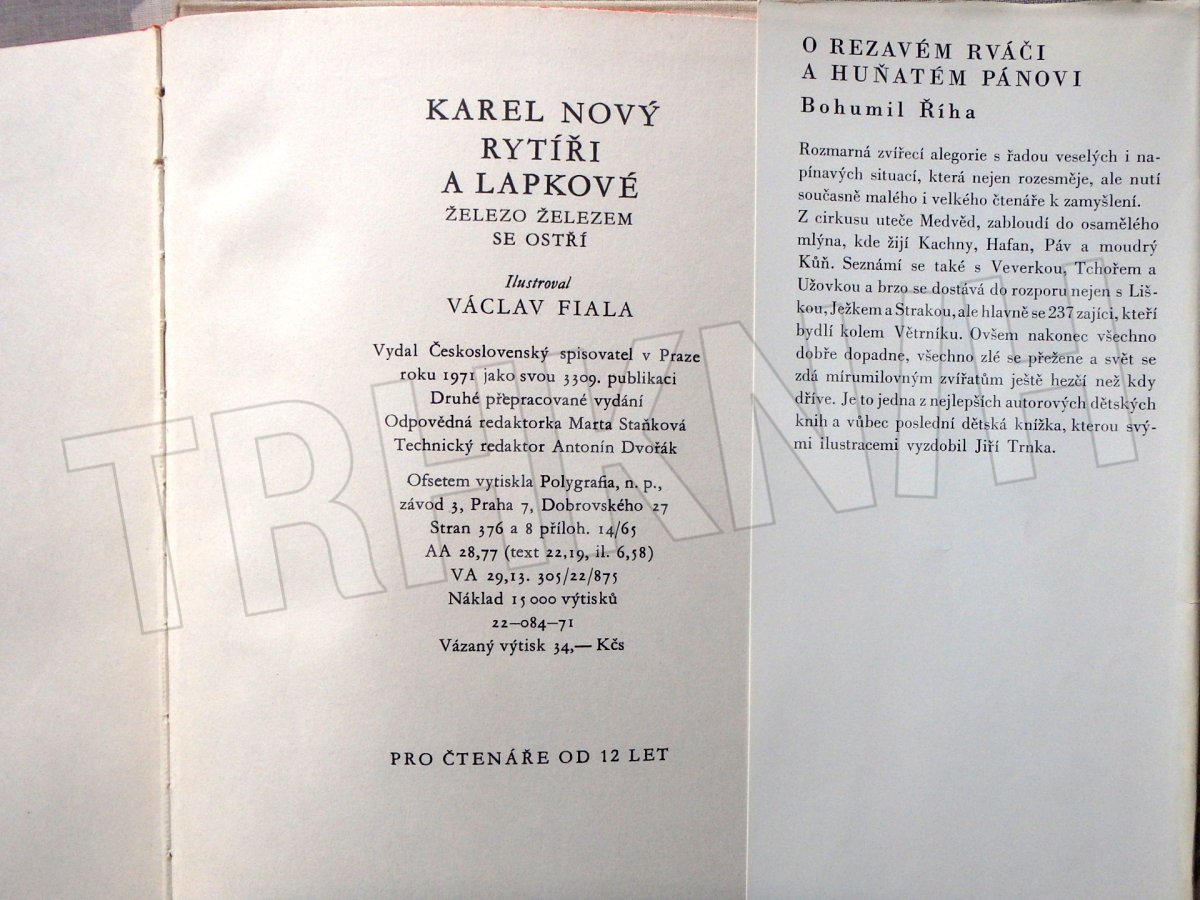 KAREL NOVÝ
RYTÍŘI
A LAPKOVÉ
ŽELEZO ŽELEZEM
SE OSTŘÍ
Ilustroval
VÁCLAV FIALA
Vydal Československý spisovatel v Praze
roku 1971 jako svou 3309. publikaci
Druhé přepracované vydání
Odpovědná redaktorka Marta Staňková
Technický redaktor Antonín Dvořák
Ofsetem vytiskla Polygrafia, n. p.,
závod 3, Praha 7, Dobrovského 27
Stran 376 a 8 příloh. 14/65
AA 28,77 (text 22,19, il. 6,58)
VA 29,13. 305/22/875
Náklad 15 000 výtisků
22—084—71
Vázaný výtisk 34,— Kčs
PRO ČTENÁŘE OD 12 LET
O REZAVÉM RVÁČI
A HUŇATÉM PÁNOVI
Bohumil Říha
Rozmarná zvířecí alegorie s řadou veselých i na-
pínavých situací, která nejen rozesměje, ale nutí
současně malého i velkého čtenáře k zamyšlení.
Z cirkusu uteče Medvěd, zabloudí do osamělého
mlýna, kde žijí Kachny, Hafan, Páv a moudrý
Kůň. Seznámí se také s Veverkou, Tchořem a
Užovkou a brzo se dostává do rozporu nejen s Liš-
kou, Ježkem a Strakou, ale hlavně se 237 zajíci, kteří
bydlí kolem Větrníku. Ovšem nakonec všechno
dobře dopadne, všechno zlé se přežene a svět se
zdá mírumilovným zvířatům ještě hezčí než kdy
dříve. Je to jedna z nejlepších autorových dětských
knih a vůbec poslední dětská knížka, kterou svý-
mi ilustracemi vyzdobil Jiří Trnka.
TRHKNIH